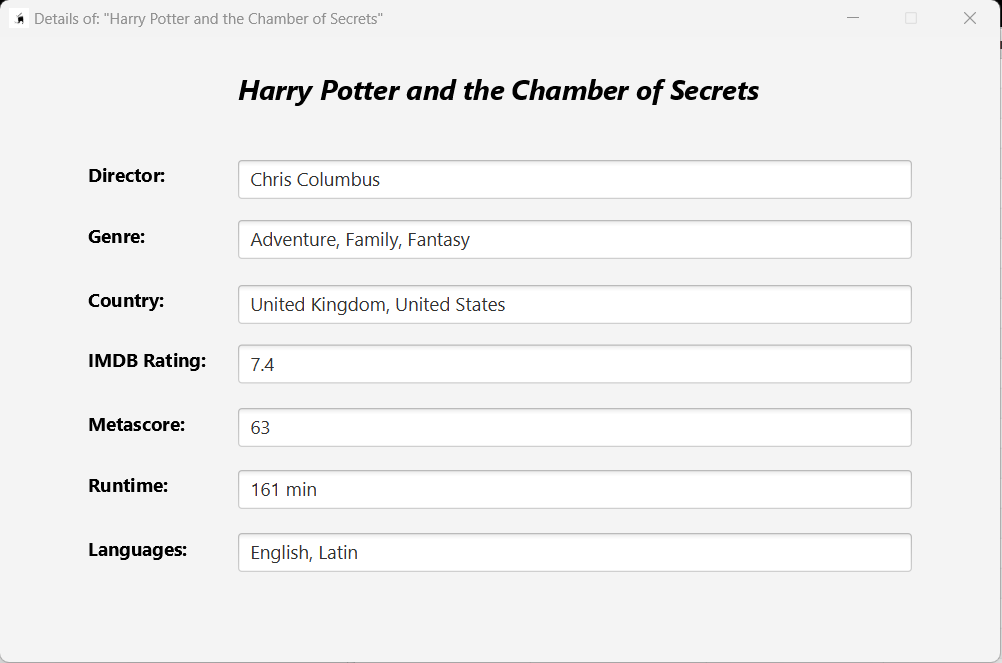 Details of: "Harry Potter and the Chamber of Secrets"
Harry Potter and the Chamber of Secrets
Director: Chris Columbus
Genre: Adventure, Family, Fantasy
Country: United Kingdom, United States
IMDB Rating: 7.4
Metascore: 63
Runtime: 161 min
Languages: English, Latin